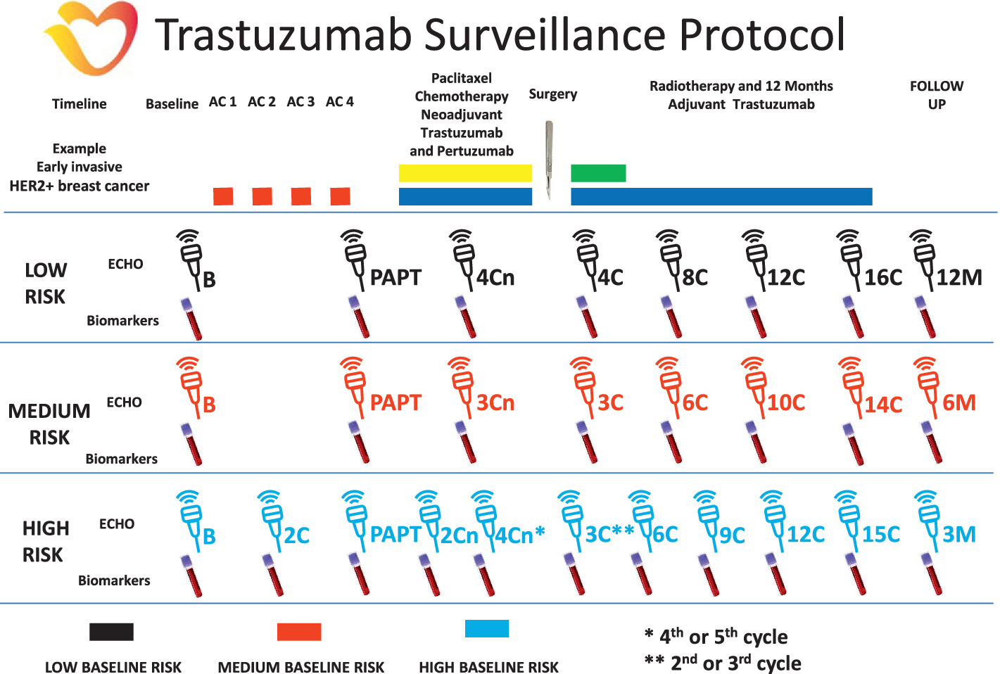 Trastuzumab Surveillance Protocol
Timeline
Baseline
AC 1
AC 2
AC 3
AC 4
Paclitaxel
Chemotherapy
Neoadjuvant
Trastuzumab
and Pertuzumab
Surgery
Radiotherapy and 12 Months
Adjuvant Trastuzumab
FOLLOW
UP
Example
Early invasive
HER2+ breast cancer
LOW
RISK
ECHO
B
PAPT
4Cn
4C
8C
12C
16C
12M
Biomarkers
MEDIUM
RISK
ECHO
B
PAPT
3Cn
3C
6C
10C
14C
6M
Biomarkers
HIGH
RISK
ECHO
B
2C
PAPT
2Cn
4Cn*
3C**
6C
9C
12C
15C
3M
Biomarkers
LOW BASELINE RISK
MEDIUM BASELINE RISK
HIGH BASELINE RISK
* 4th or 5th cycle
** 2nd or 3rd cycle